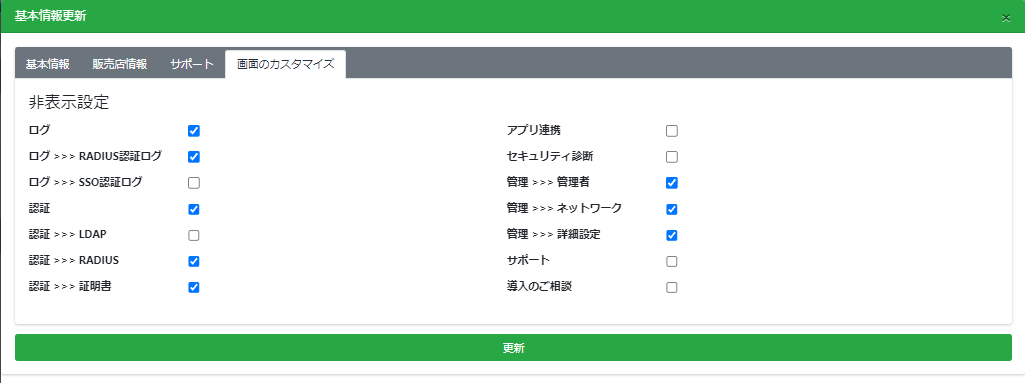 基本情報更新 ×
基本情報 販売店情報 サポート 画面のカスタマイズ
非表示設定
ログ
ログ >>> RADIUS認証ログ
ログ >>> SSO認証ログ
認証
認証 >>> LDAP
認証 >>> RADIUS
認証 >>> 証明書
アプリ連携
セキュリティ診断
管理 >>> 管理者
管理 >>> ネットワーク
管理 >>> 詳細設定
サポート
導入のご相談
更新